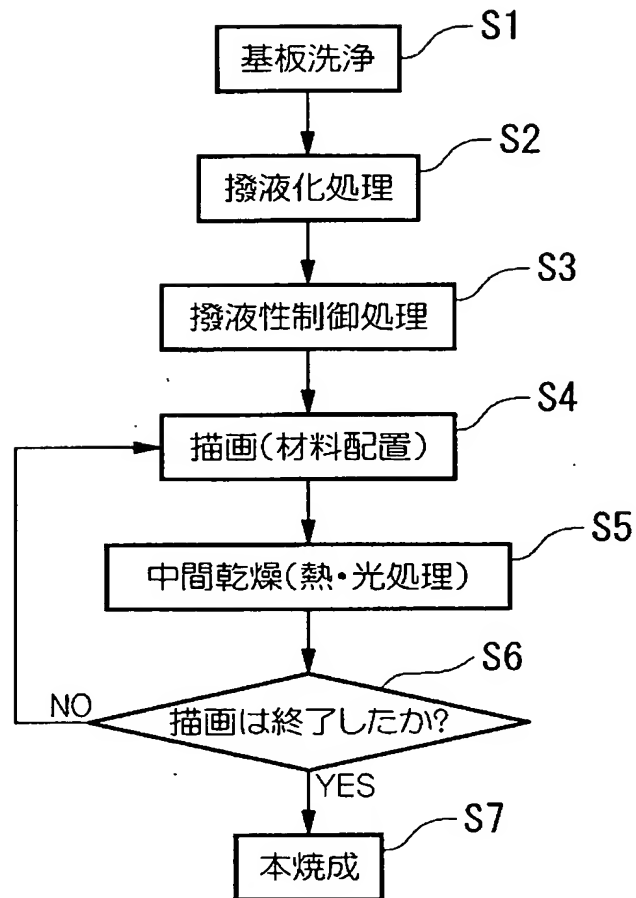 S1
基板洗浄
S2
撥液化処理
S3
撥液性制御処理
S4
描画(材料配置)
S5
中間乾燥(熱・光処理)
S6
描画は終了したか?
NO
YES
S7
本焼成